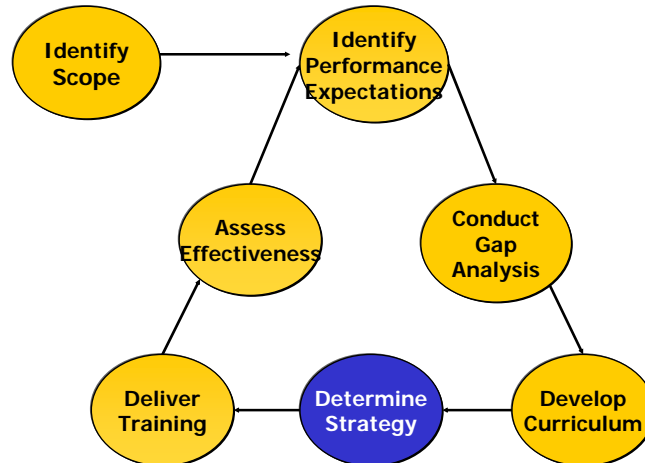 Identify
Scope
Identify
Performance
Expectations
Assess
Effectiveness
Conduct
Gap
Analysis
Deliver
Training
Determine
Strategy
Develop
Curriculum